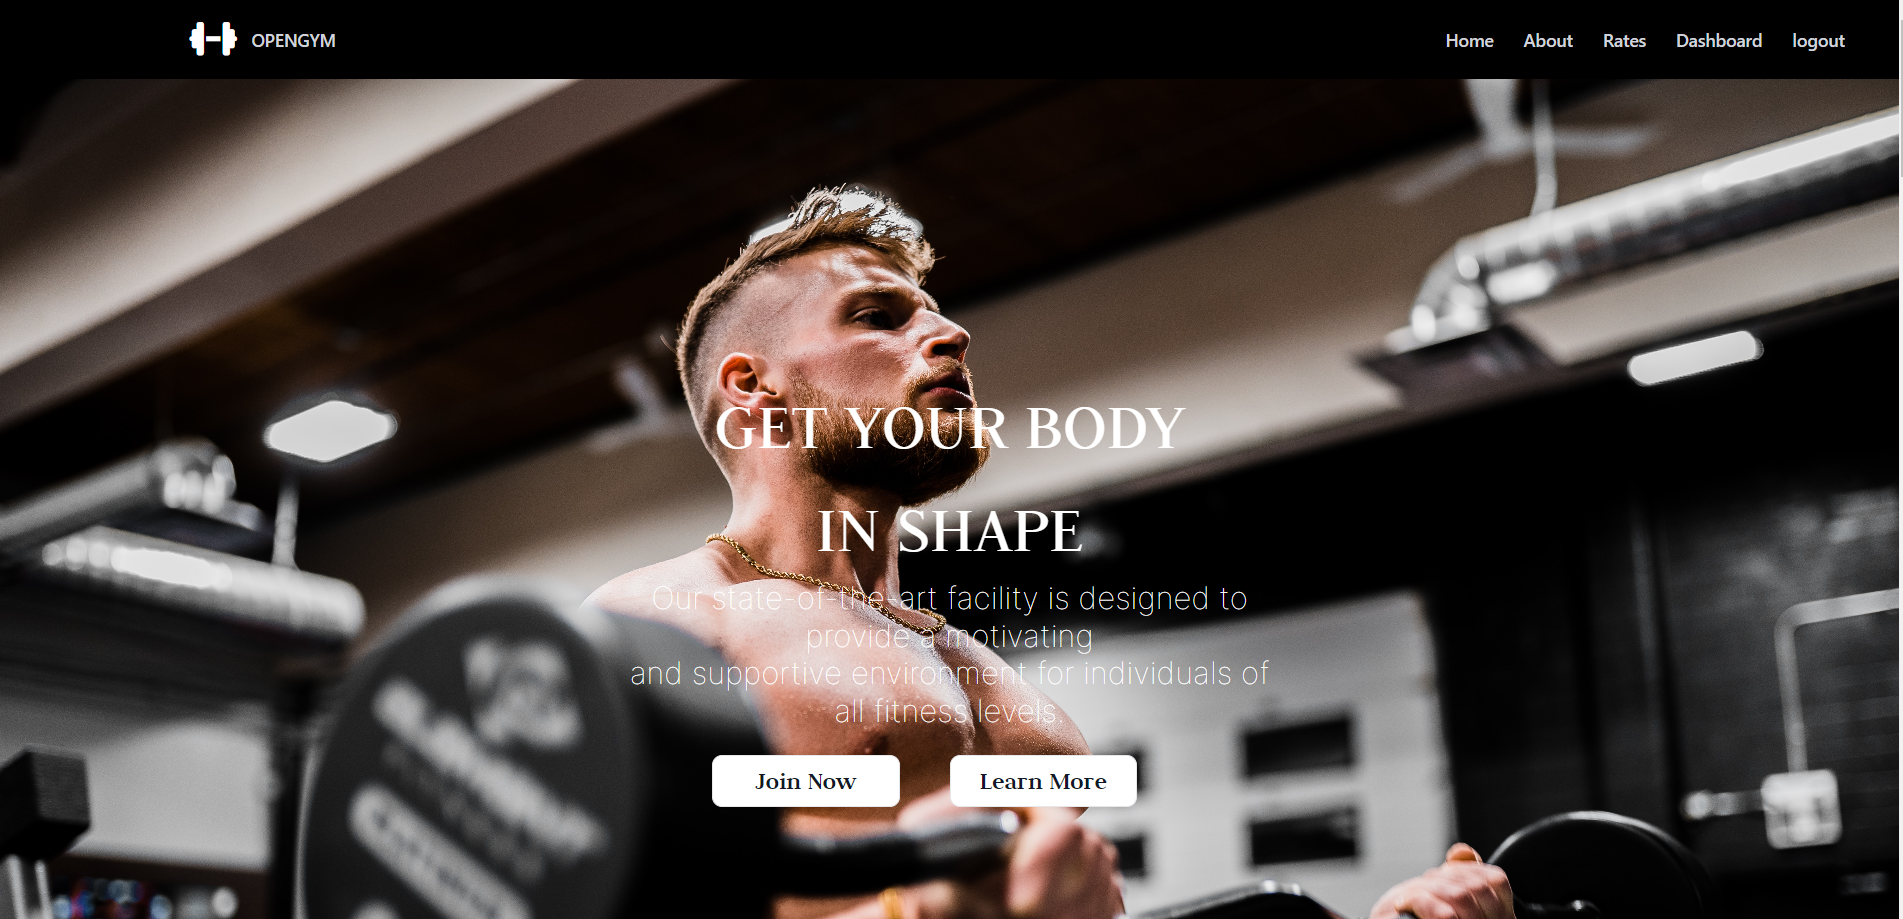 OPENGYM
Home About Rates Dashboard logout
GET YOUR BODY
IN SHAPE
Our state-of-the-art facility is designed to
provide a motivating
and supportive environment for individuals of
all fitness levels.
Join Now Learn More